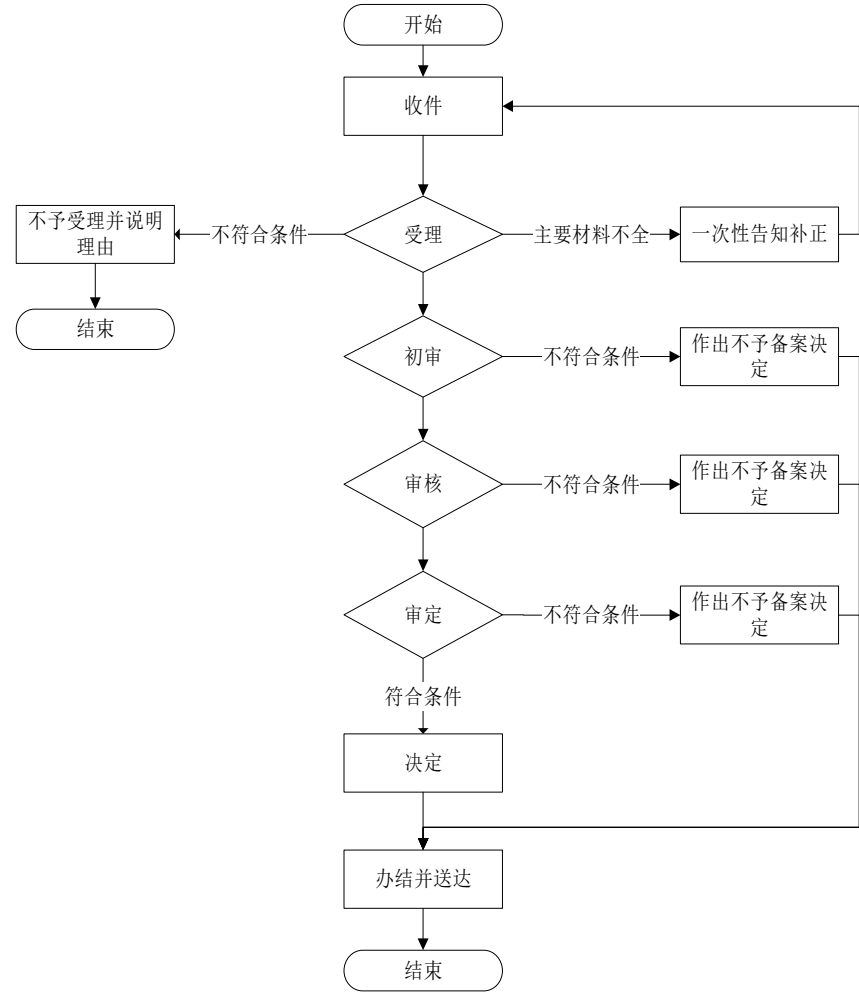 开始
收件
不予受理并说明
理由
不符合条件
受理
主要材料不全
一次性告知补正
结束
初审
不符合条件
作出不予备案决
定
审核
不符合条件
作出不予备案决
定
审定
不符合条件
作出不予备案决
定
符合条件
决定
办结并送达
结束